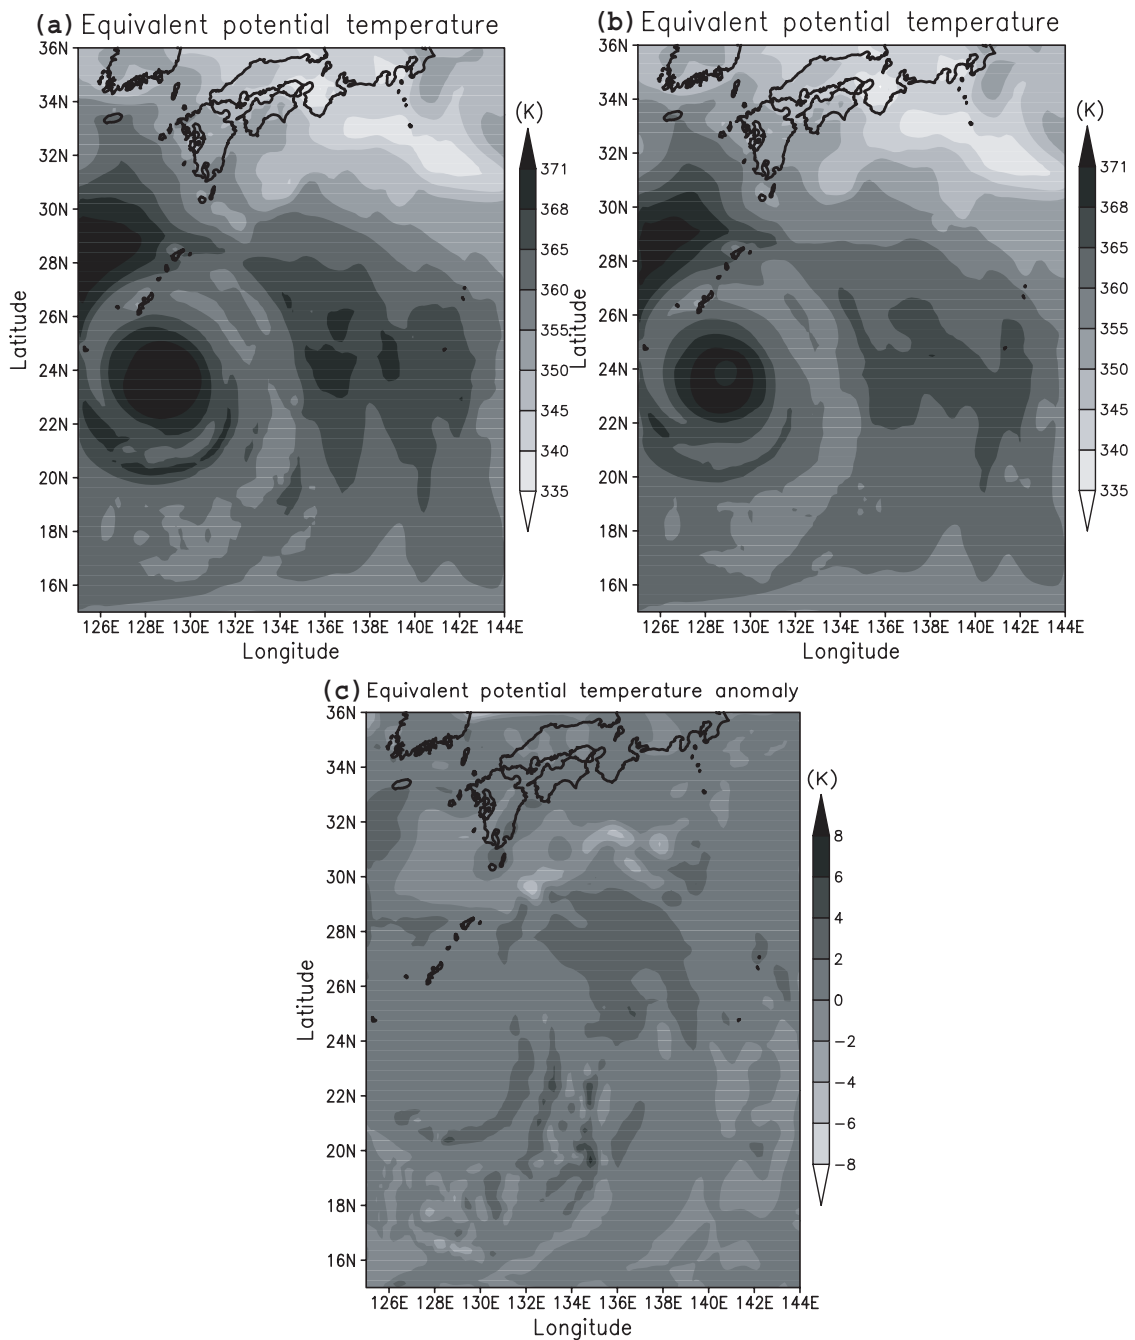 (a) Equivalent potential temperature
36N
34N
32N
30N
28N
26N
24N
22N
20N
18N
16N
Latitude
126E 128E 130E 132E 134E 136E 138E 140E 142E 144E
Longitude
(K)
371
368
365
360
355
350
345
340
335
(b) Equivalent potential temperature
36N
34N
32N
30N
28N
26N
24N
22N
20N
18N
16N
Latitude
126E 128E 130E 132E 134E 136E 138E 140E 142E 144E
Longitude
(K)
371
368
365
360
355
350
345
340
335
(c) Equivalent potential temperature anomaly
36N
34N
32N
30N
28N
26N
24N
22N
20N
18N
16N
Latitude
126E 128E 130E 132E 134E 136E 138E 140E 142E 144E
Longitude
(K)
8
6
4
2
0
−2
−4
−6
−8